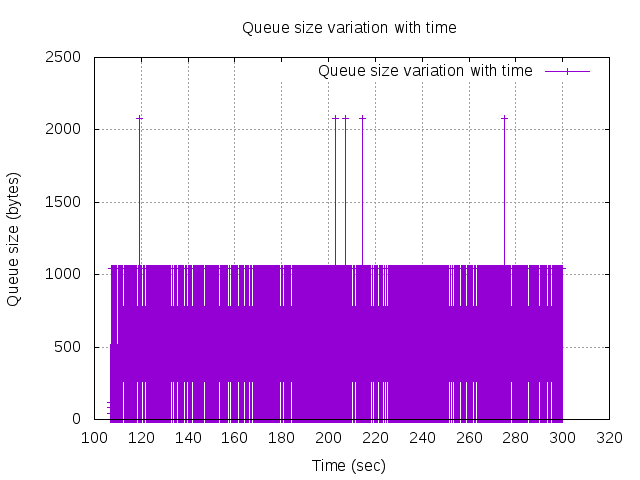 Queue size variation with time
Queue size variation with time
2500
2000
1500
1000
500
0
Queue size (bytes)
100 120 140 160 180 200 220 240 260 280 300 320
Time (sec)